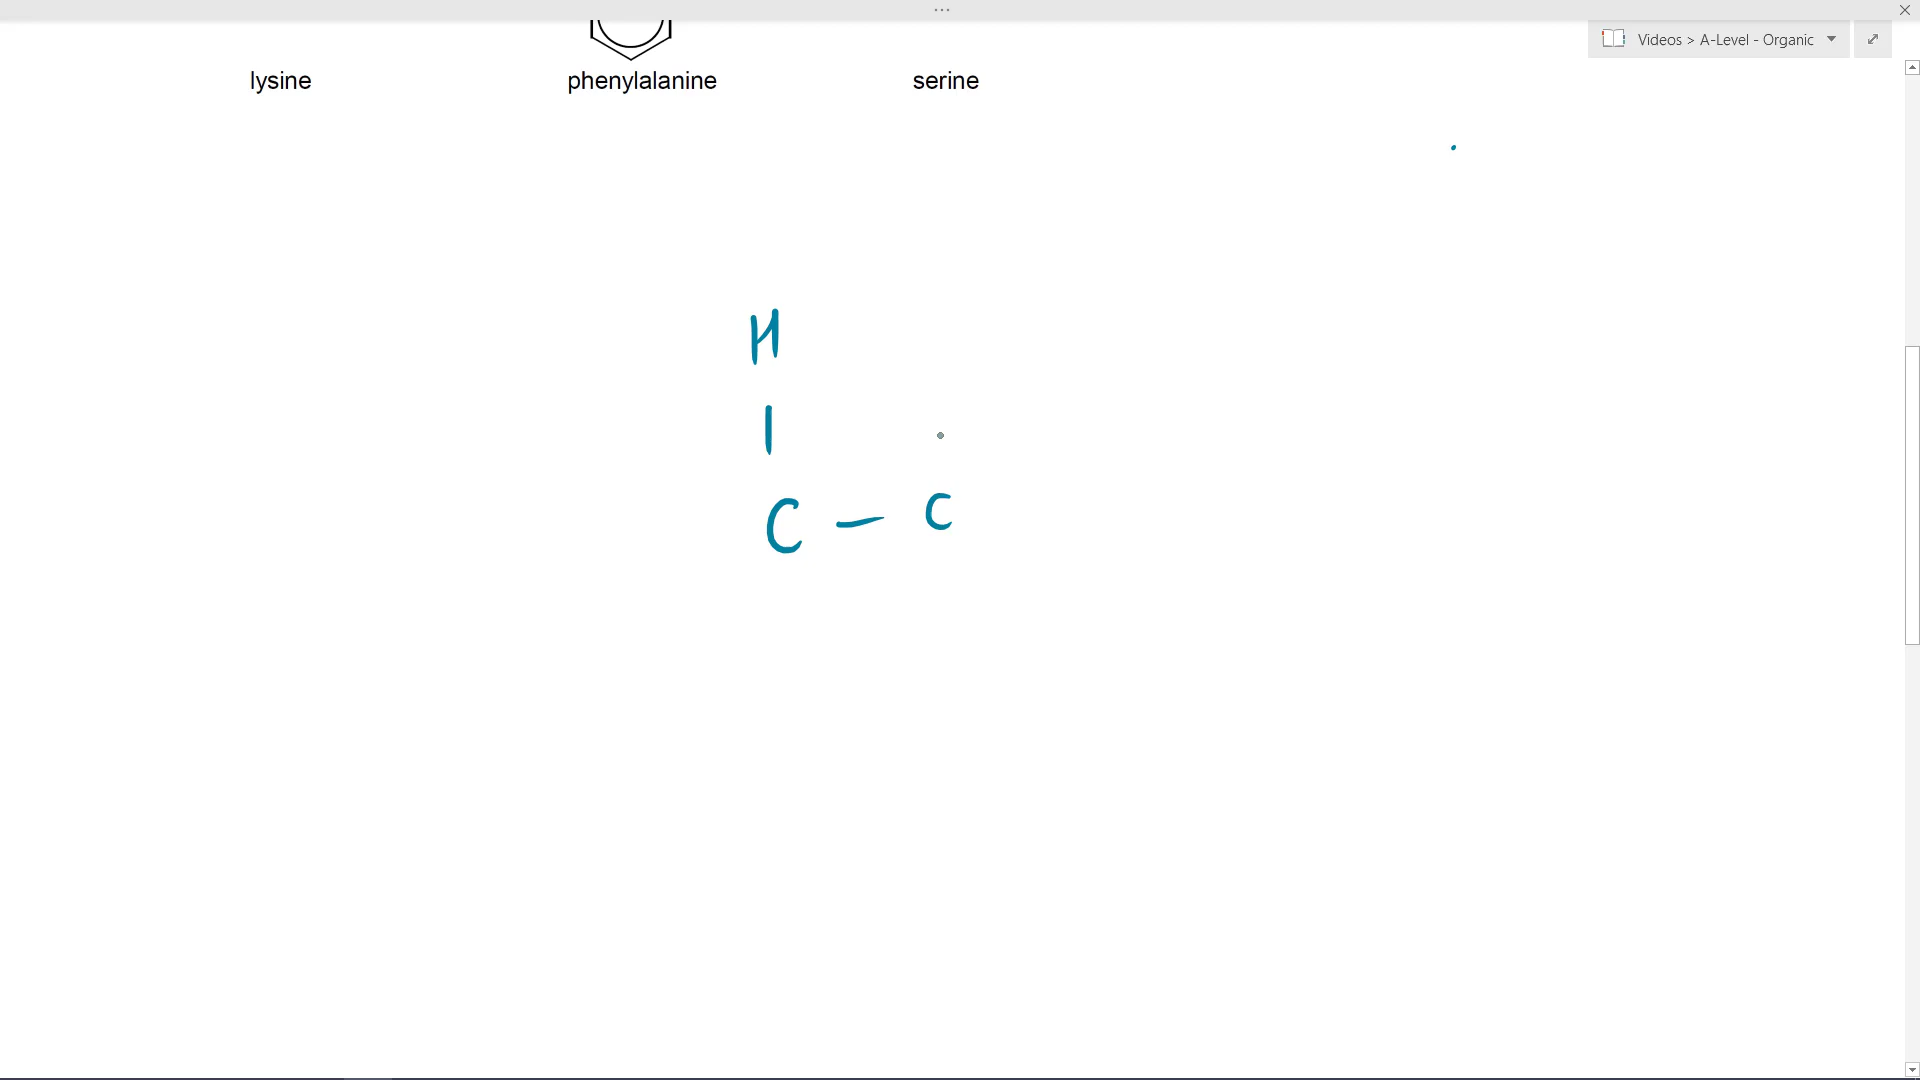 Videos > A-Level - Organic
lysine phenylalanine serine
H
C — C